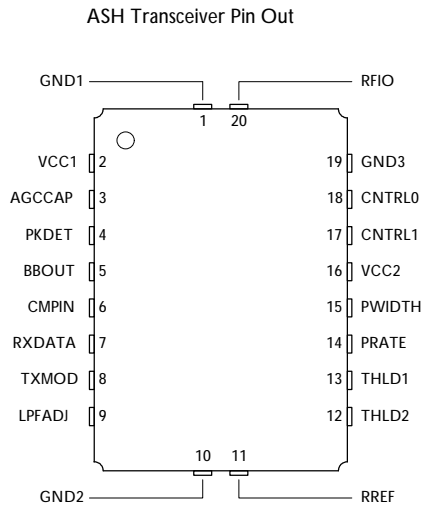 ASH Transceiver Pin Out
GND1 RFIO
1 20
VCC1 2 19 GND3
AGCCAP 3 18 CNTRL0
PKDET 4 17 CNTRL1
BBOUT 5 16 VCC2
CMPIN 6 15 PWIDTH
RXDATA 7 14 PRATE
TXMOD 8 13 THLD1
LPFADJ 9 12 THLD2
10 11
GND2 RREF